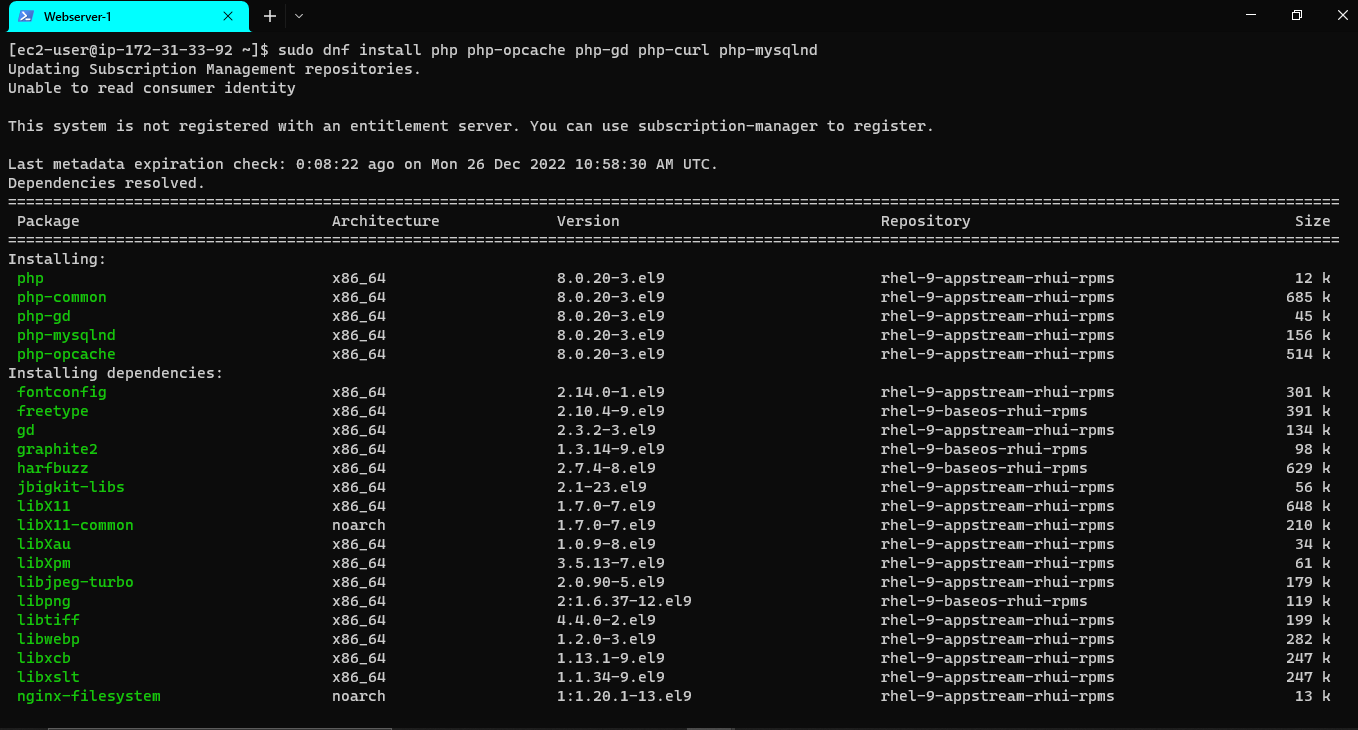 Webserver-1
[ec2-user@ip-172-31-33-92 ~]$ sudo dnf install php php-opcache php-gd php-curl php-mysqlnd
Updating Subscription Management repositories.
Unable to read consumer identity
This system is not registered with an entitlement server. You can use subscription-manager to register.
Last metadata expiration check: 0:08:22 ago on Mon 26 Dec 2022 10:58:30 AM UTC.
Dependencies resolved.
================================================================================
Package Architecture Version Repository Size
================================================================================
Installing:
php x86_64 8.0.20-3.el9 rhel-9-appstream-rhui-rpms 12 k
php-common x86_64 8.0.20-3.el9 rhel-9-appstream-rhui-rpms 685 k
php-gd x86_64 8.0.20-3.el9 rhel-9-appstream-rhui-rpms 45 k
php-mysqlnd x86_64 8.0.20-3.el9 rhel-9-appstream-rhui-rpms 156 k
php-opcache x86_64 8.0.20-3.el9 rhel-9-appstream-rhui-rpms 514 k
Installing dependencies:
fontconfig x86_64 2.14.0-1.el9 rhel-9-appstream-rhui-rpms 301 k
freetype x86_64 2.10.4-9.el9 rhel-9-baseos-rhui-rpms 391 k
gd x86_64 2.3.2-3.el9 rhel-9-appstream-rhui-rpms 134 k
graphite2 x86_64 1.3.14-9.el9 rhel-9-baseos-rhui-rpms 98 k
harfbuzz x86_64 2.7.4-8.el9 rhel-9-baseos-rhui-rpms 629 k
jbigkit-libs x86_64 2.1-23.el9 rhel-9-appstream-rhui-rpms 56 k
libX11 x86_64 1.7.0-7.el9 rhel-9-appstream-rhui-rpms 648 k
libX11-common noarch 1.7.0-7.el9 rhel-9-appstream-rhui-rpms 210 k
libXau x86_64 1.0.9-8.el9 rhel-9-appstream-rhui-rpms 34 k
libXpm x86_64 3.5.13-7.el9 rhel-9-appstream-rhui-rpms 61 k
libjpeg-turbo x86_64 2.0.90-5.el9 rhel-9-appstream-rhui-rpms 179 k
libpng x86_64 2:1.6.37-12.el9 rhel-9-baseos-rhui-rpms 119 k
libtiff x86_64 4.4.0-2.el9 rhel-9-appstream-rhui-rpms 199 k
libwebp x86_64 1.2.0-3.el9 rhel-9-appstream-rhui-rpms 282 k
libxcb x86_64 1.13.1-9.el9 rhel-9-appstream-rhui-rpms 247 k
libxslt x86_64 1.1.34-9.el9 rhel-9-appstream-rhui-rpms 247 k
nginx-filesystem noarch 1:1.20.1-13.el9 rhel-9-appstream-rhui-rpms 13 k